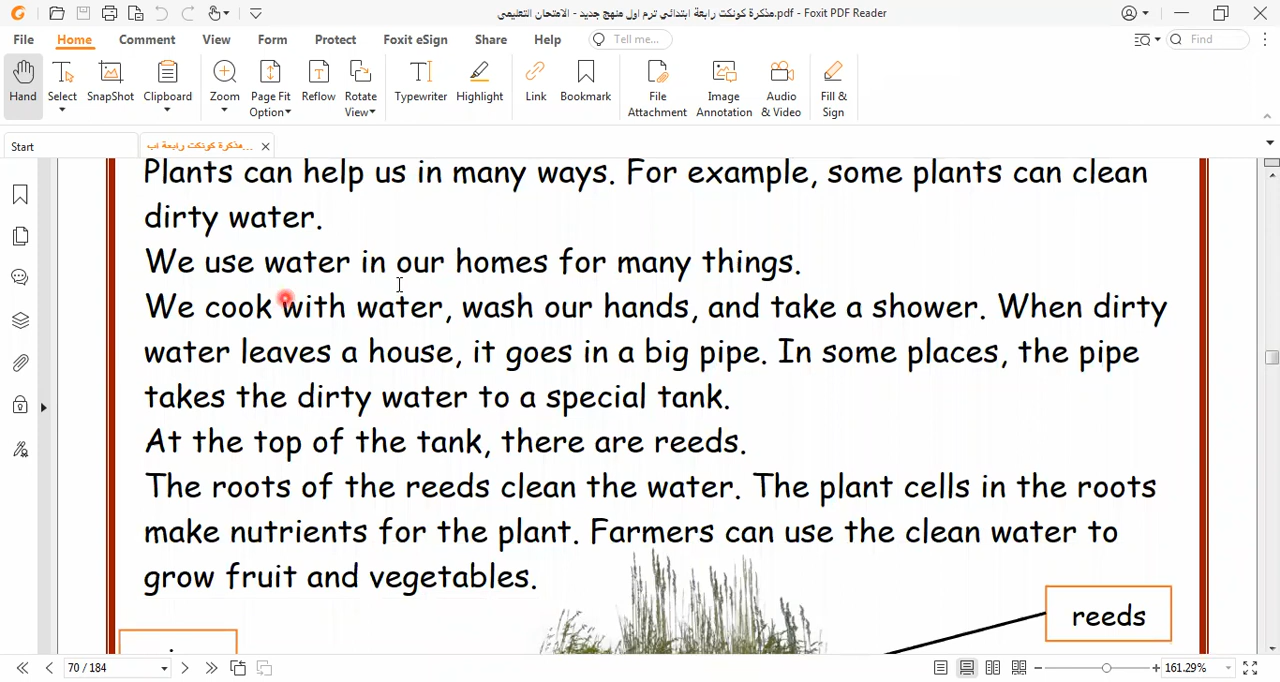 مذكرة كونكت رابعة ابتدائي ترم اول منهج جديد - الامتحان التعليمى.pdf - Foxit PDF Reader
File Home Comment View Form Protect Foxit eSign Share Help Tell me... Find
Hand Select SnapShot Clipboard Zoom Page Fit Option Reflow Rotate View Typewriter Highlight Link Bookmark File Attachment Image Annotation Audio & Video Fill & Sign
Start مذكرة كونكت رابعة اب...
Plants can help us in many ways. For example, some plants can clean
dirty water.
We use water in our homes for many things.
We cook with water, wash our hands, and take a shower. When dirty
water leaves a house, it goes in a big pipe. In some places, the pipe
takes the dirty water to a special tank.
At the top of the tank, there are reeds.
The roots of the reeds clean the water. The plant cells in the roots
make nutrients for the plant. Farmers can use the clean water to
grow fruit and vegetables.
reeds
70 / 184 161.29%